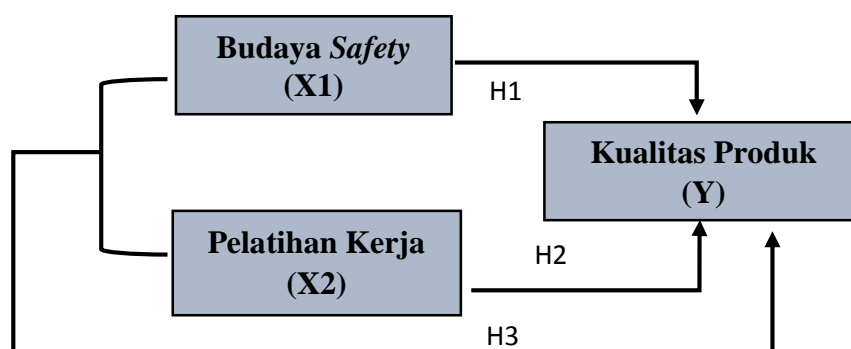 Budaya Safety
(X1)
H1
Kualitas Produk
(Y)
Pelatihan Kerja
(X2)
H2
H3